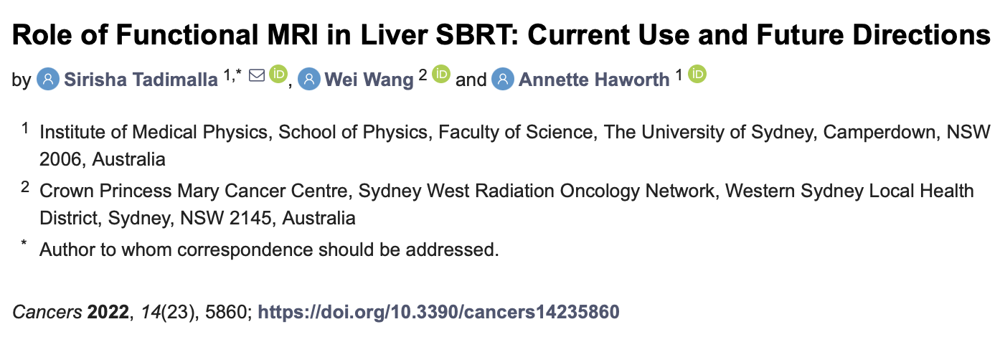 Role of Functional MRI in Liver SBRT: Current Use and Future Directions
by Sirisha Tadimalla 1,* iD, Wei Wang 2 iD and Annette Haworth 1 iD
1 Institute of Medical Physics, School of Physics, Faculty of Science, The University of Sydney, Camperdown, NSW
2006, Australia
2 Crown Princess Mary Cancer Centre, Sydney West Radiation Oncology Network, Western Sydney Local Health
District, Sydney, NSW 2145, Australia
* Author to whom correspondence should be addressed.
Cancers 2022, 14(23), 5860; https://doi.org/10.3390/cancers14235860